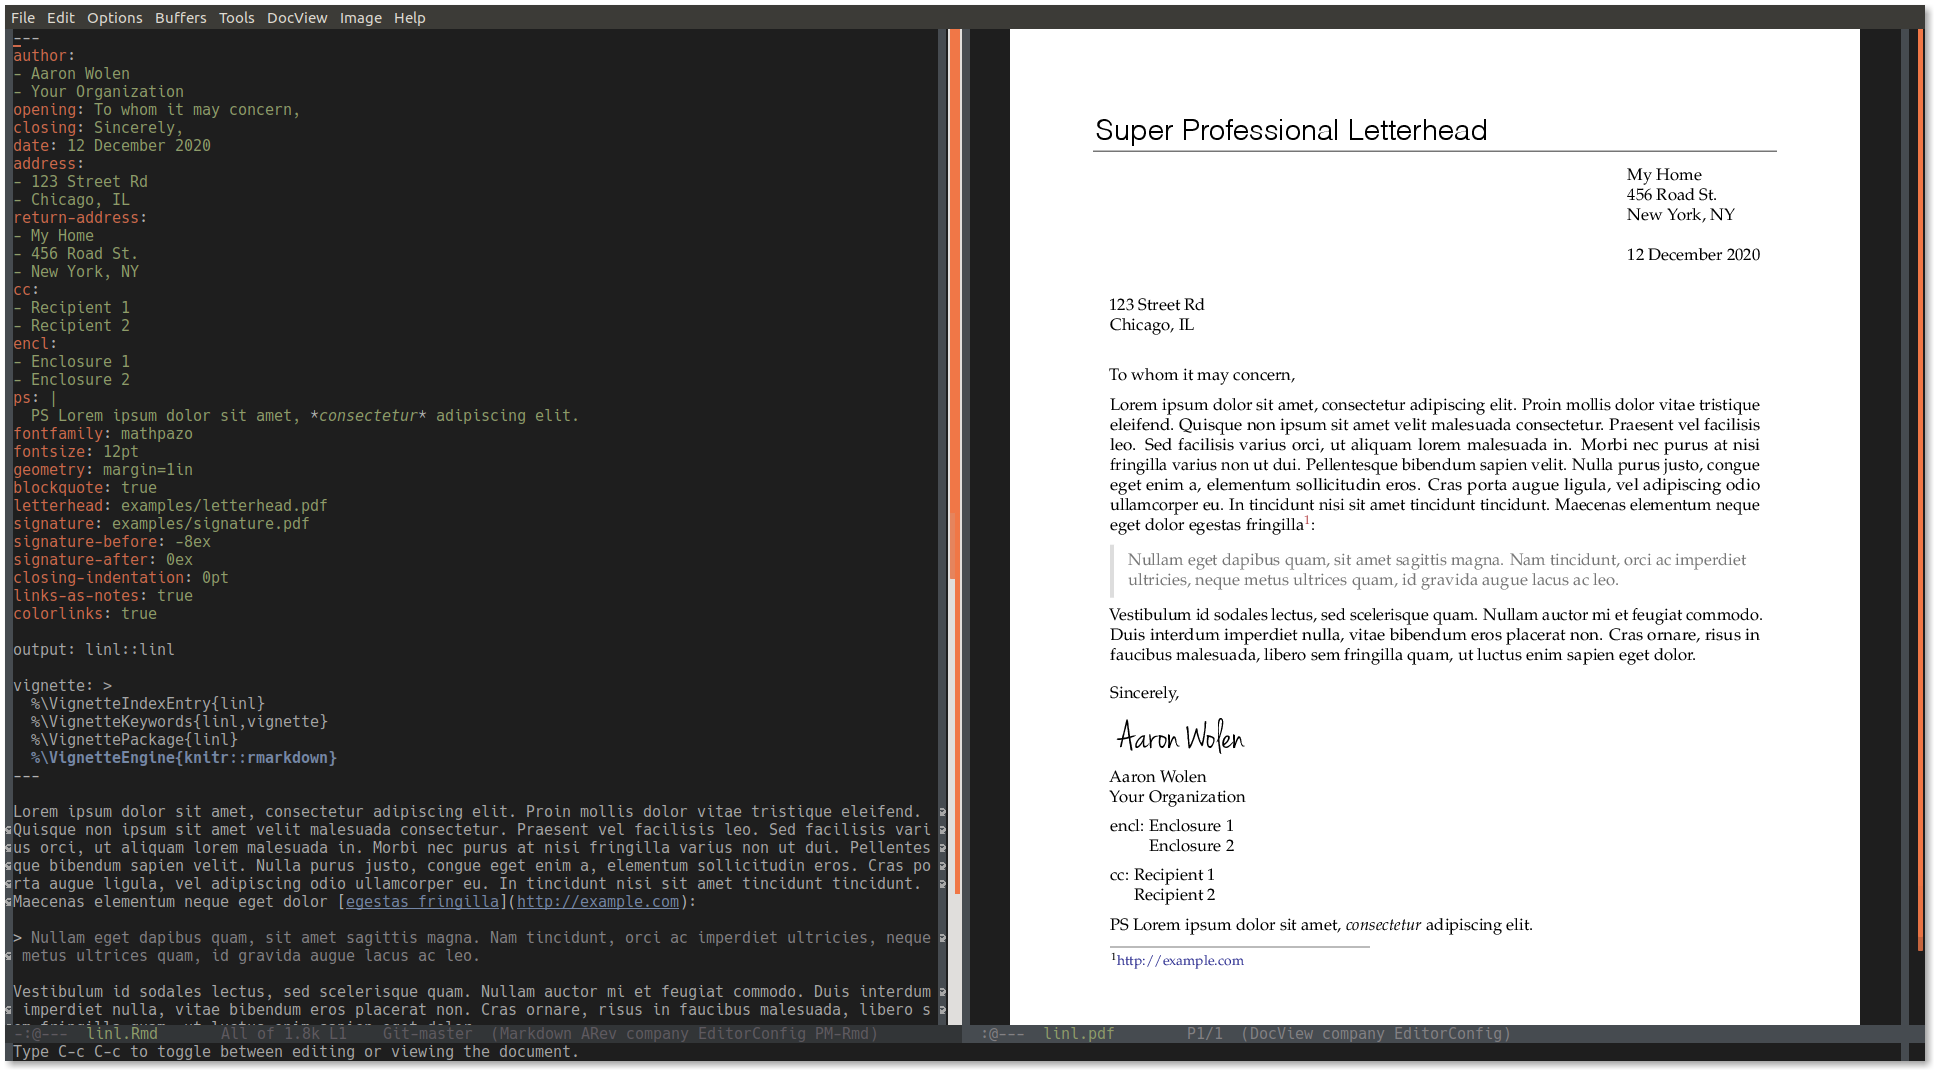 File Edit Options Buffers Tools DocView Image Help
---
author:
- Aaron Wolen
- Your Organization
opening: To whom it may concern,
closing: Sincerely,
date: 12 December 2020
address:
- 123 Street Rd
- Chicago, IL
return-address:
- My Home
- 456 Road St.
- New York, NY
cc:
- Recipient 1
- Recipient 2
encl:
- Enclosure 1
- Enclosure 2
ps: |
  PS Lorem ipsum dolor sit amet, *consectetur* adipiscing elit.
fontfamily: mathpazo
fontsize: 12pt
geometry: margin=1in
blockquote: true
letterhead: examples/letterhead.pdf
signature: examples/signature.pdf
signature-before: -8ex
signature-after: 0ex
closing-indentation: 0pt
links-as-notes: true
colorlinks: true
output: linl::linl
vignette: >
  %\VignetteIndexEntry{linl}
  %\VignetteKeywords{linl,vignette}
  %\VignettePackage{linl}
  %\VignetteEngine{knitr::rmarkdown}
---
Lorem ipsum dolor sit amet, consectetur adipiscing elit. Proin mollis dolor vitae tristique eleifend.
Quisque non ipsum sit amet velit malesuada consectetur. Praesent vel facilisis leo. Sed facilisis vari
us orci, ut aliquam lorem malesuada in. Morbi nec purus at nisi fringilla varius non ut dui. Pellentes
que bibendum sapien velit. Nulla purus justo, congue eget enim a, elementum sollicitudin eros. Cras po
rta augue ligula, vel adipiscing odio ullamcorper eu. In tincidunt nisi sit amet tincidunt tincidunt.
Maecenas elementum neque eget dolor [egestas fringilla](http://example.com):
> Nullam eget dapibus quam, sit amet sagittis magna. Nam tincidunt, orci ac imperdiet ultricies, neque
 metus ultrices quam, id gravida augue lacus ac leo.
Vestibulum id sodales lectus, sed scelerisque quam. Nullam auctor mi et feugiat commodo. Duis interdum
 imperdiet nulla, vitae bibendum eros placerat non. Cras ornare, risus in faucibus malesuada, libero s
em fringilla quam, ut luctus enim sapien eget dolor.
-:@---  linl.Rmd       All of 1.8k L1    Git-master  (Markdown ARev company EditorConfig PM-Rmd)
Type C-c C-c to toggle between editing or viewing the document.
Super Professional Letterhead
My Home
456 Road St.
New York, NY
12 December 2020
123 Street Rd
Chicago, IL
To whom it may concern,
Lorem ipsum dolor sit amet, consectetur adipiscing elit. Proin mollis dolor vitae tristique
eleifend. Quisque non ipsum sit amet velit malesuada consectetur. Praesent vel facilisis
leo. Sed facilisis varius orci, ut aliquam lorem malesuada in. Morbi nec purus at nisi
fringilla varius non ut dui. Pellentesque bibendum sapien velit. Nulla purus justo, congue
eget enim a, elementum sollicitudin eros. Cras porta augue ligula, vel adipiscing odio
ullamcorper eu. In tincidunt nisi sit amet tincidunt tincidunt. Maecenas elementum neque
eget dolor egestas fringilla¹:
Nullam eget dapibus quam, sit amet sagittis magna. Nam tincidunt, orci ac imperdiet
ultricies, neque metus ultrices quam, id gravida augue lacus ac leo.
Vestibulum id sodales lectus, sed scelerisque quam. Nullam auctor mi et feugiat commodo.
Duis interdum imperdiet nulla, vitae bibendum eros placerat non. Cras ornare, risus in
faucibus malesuada, libero sem fringilla quam, ut luctus enim sapien eget dolor.
Sincerely,
Aaron Wolen
Aaron Wolen
Your Organization
encl: Enclosure 1
Enclosure 2
cc: Recipient 1
Recipient 2
PS Lorem ipsum dolor sit amet, consectetur adipiscing elit.
¹http://example.com
:@---  linl.pdf        P1/1  (DocView company EditorConfig)